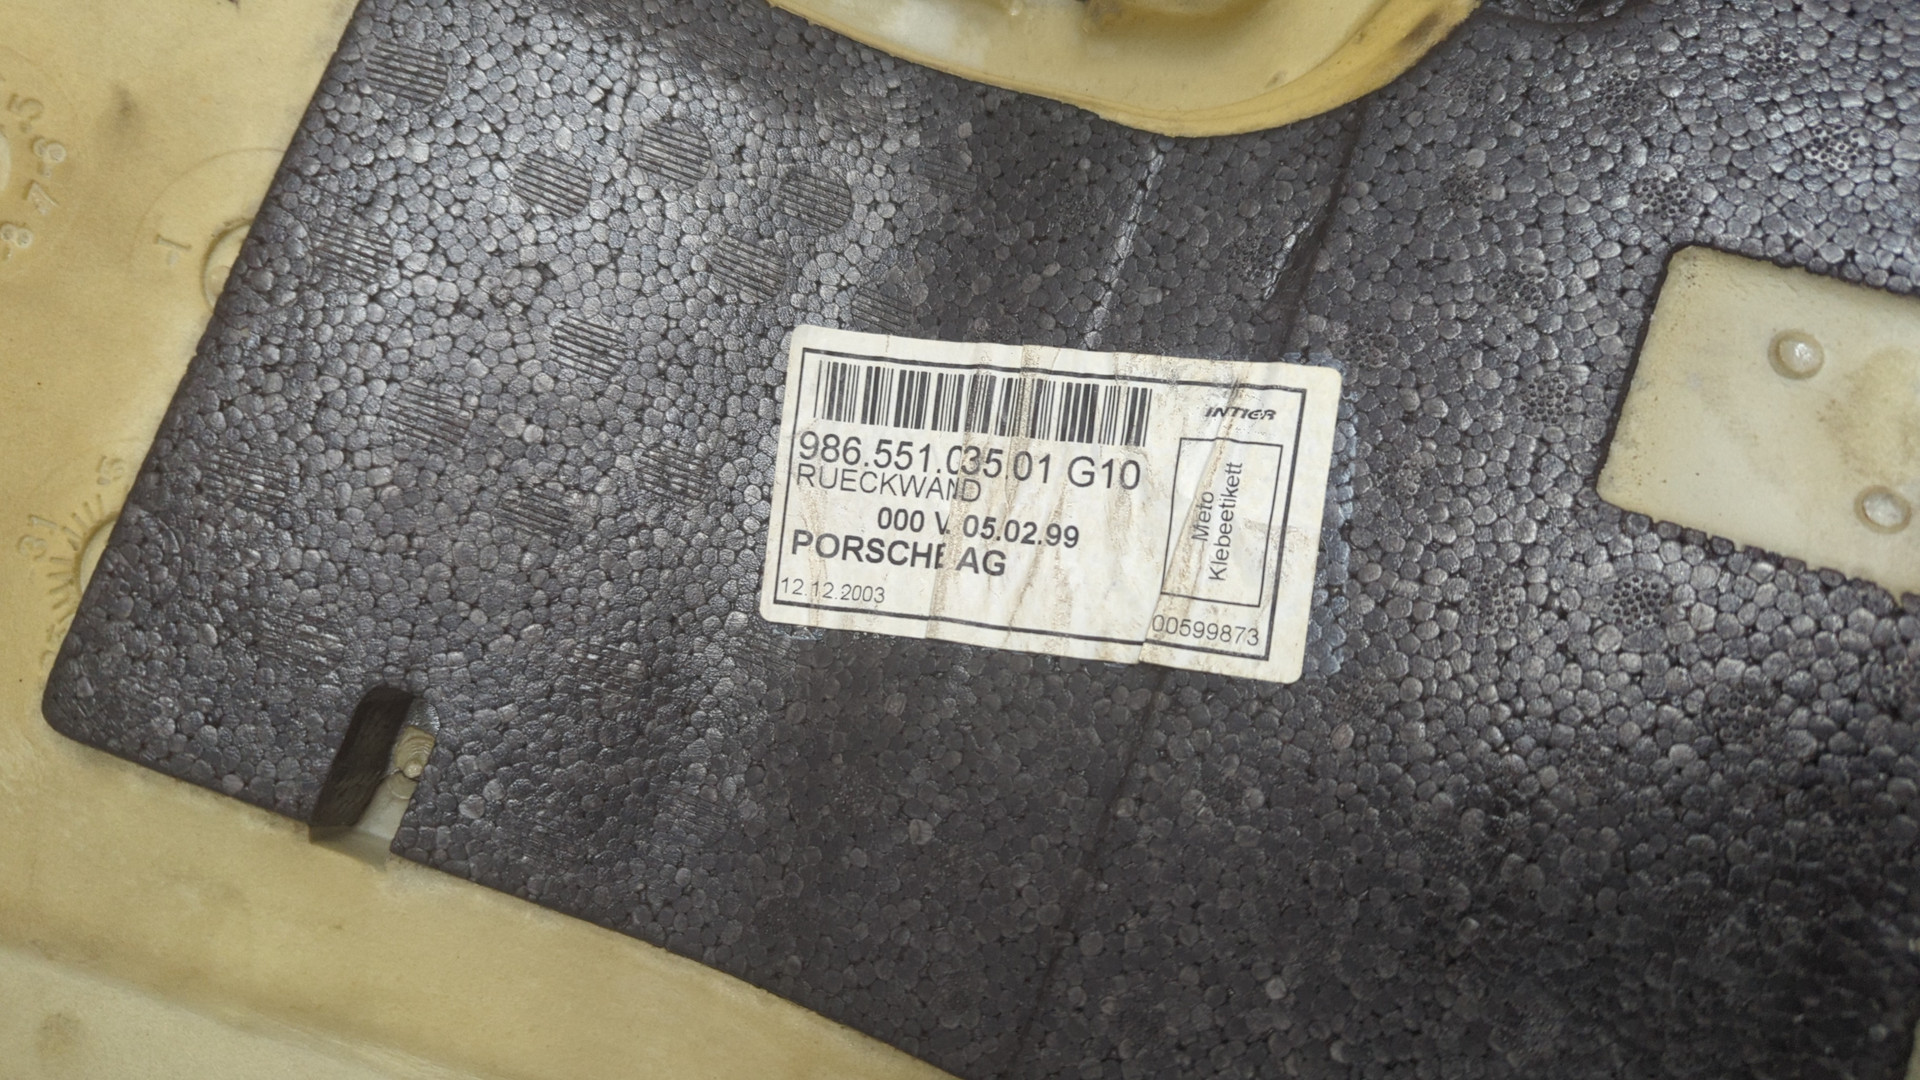 INTIER
986.551.035.01 G10
RUECKWAND
000 V. 05.02.99
PORSCHE AG
12.12.2003
Meto
Klebeetikett
00599873